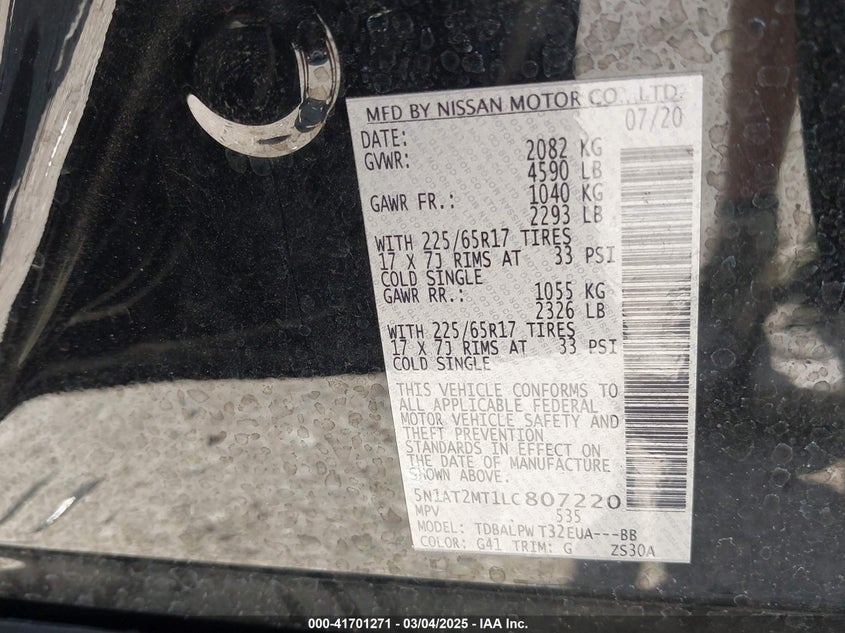 MFD BY NISSAN MOTOR CO., LTD.
DATE: 07/20
GVWR: 2082 KG
4590 LB
GAWR FR.: 1040 KG
2293 LB
WITH 225/65R17 TIRES
17 X 7J RIMS AT 33 PSI
COLD SINGLE
GAWR RR.: 1055 KG
2326 LB
WITH 225/65R17 TIRES
17 X 7J RIMS AT 33 PSI
COLD SINGLE
THIS VEHICLE CONFORMS TO
ALL APPLICABLE FEDERAL
MOTOR VEHICLE SAFETY AND
THEFT PREVENTION
STANDARDS IN EFFECT ON
THE DATE OF MANUFACTURE
SHOWN ABOVE.
5N1AT2MT1LC807220
MPV 535
MODEL: TDBALPW T32EUA---BB
COLOR: G41 TRIM: G ZS30A
000-41701271 - 03/04/2025 - IAA Inc.